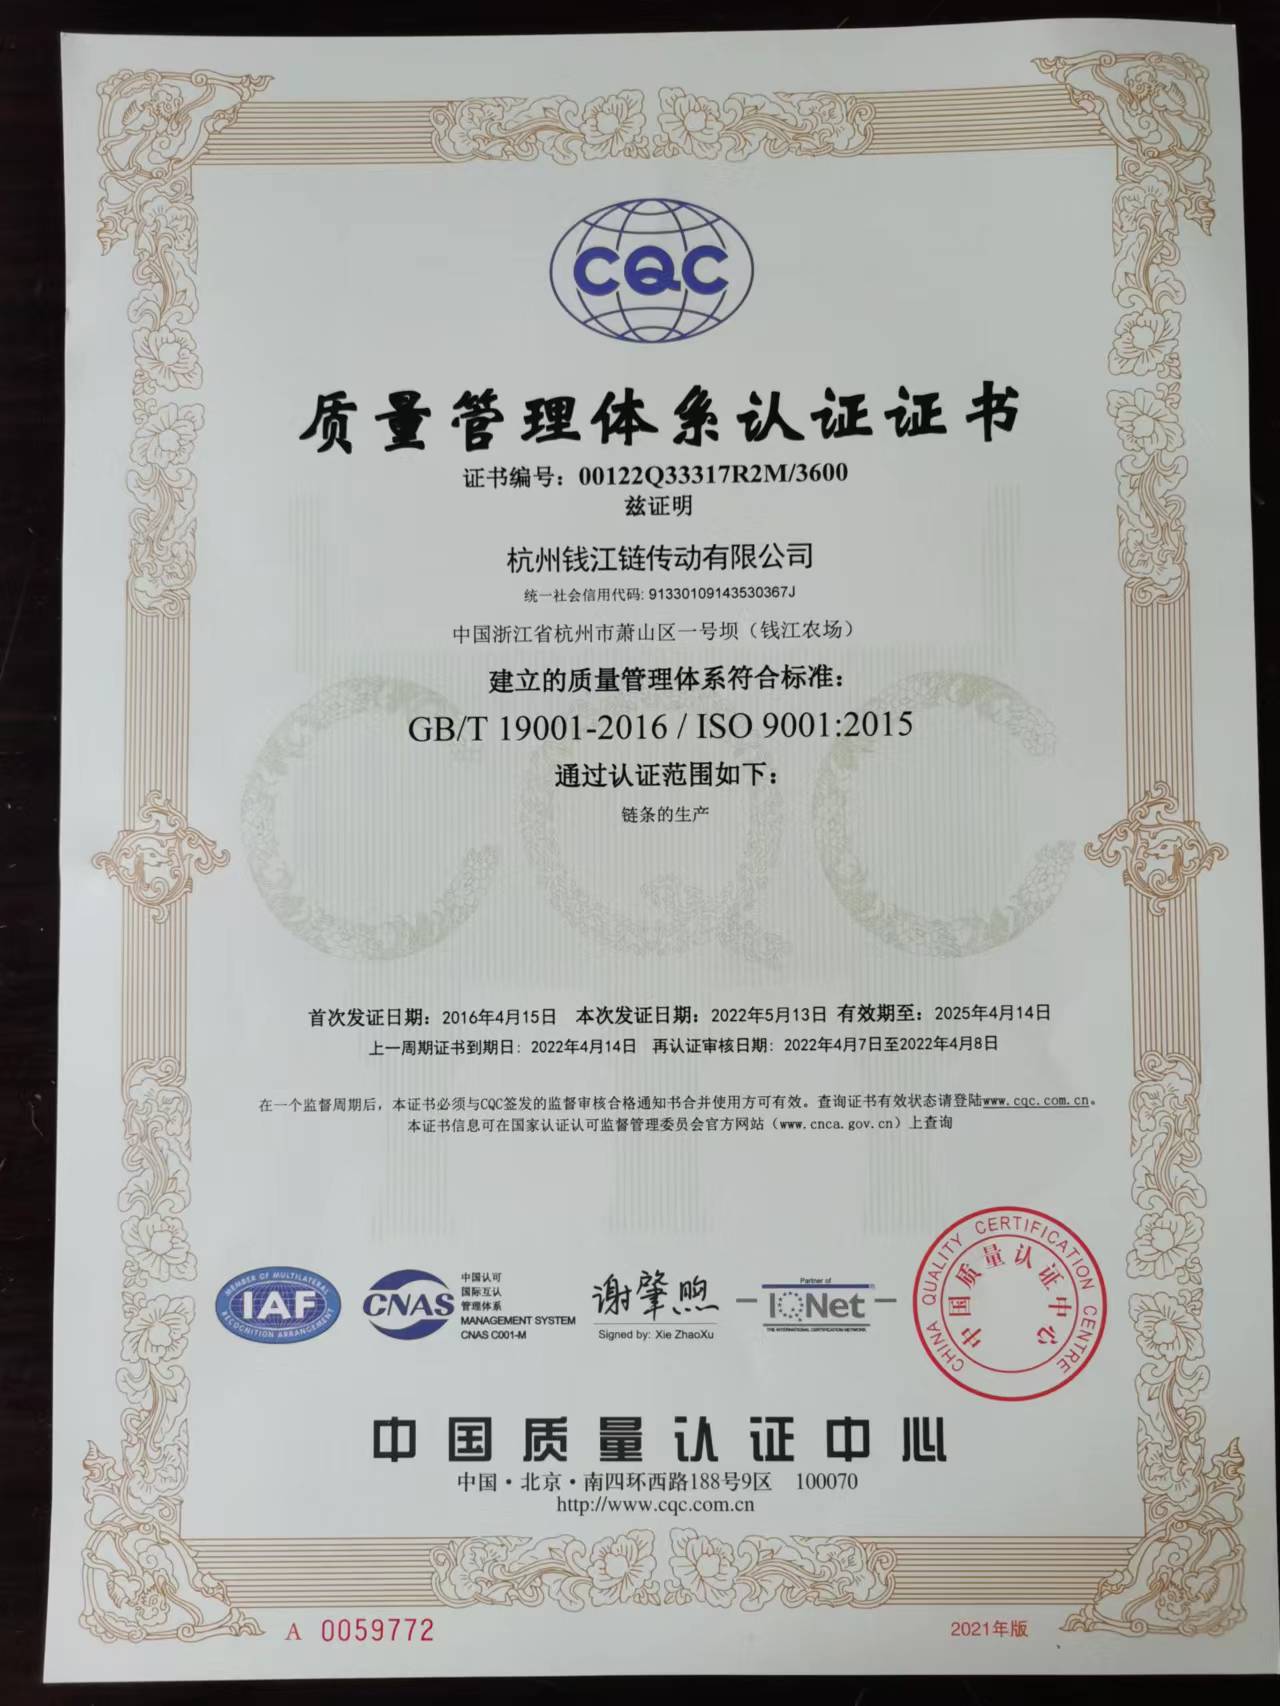 CQC
质量管理体系认证证书
证书编号：00122Q33317R2M/3600
兹证明
杭州钱江链传动有限公司
统一社会信用代码: 91330109143530367J
中国浙江省杭州市萧山区一号坝（钱江农场）
建立的质量管理体系符合标准：
GB/T 19001-2016 / ISO 9001:2015
通过认证范围如下：
链条的生产
CQC
首次发证日期：2016年4月15日 本次发证日期：2022年5月13日 有效期至：2025年4月14日
上一周期证书到期日：2022年4月14日 再认证审核日期：2022年4月7日至2022年4月8日
在一个监督周期后，本证书必须与CQC签发的监督审核合格通知书合并使用方可有效。查询证书有效状态请登陆www.cqc.com.cn。
本证书信息可在国家认证认可监督管理委员会官方网站（www.cnca.gov.cn）上查询
MEMBER OF MULTILATERAL
IAF
RECOGNITION ARRANGEMENT
CNAS
中国认可
国际互认
管理体系
MANAGEMENT SYSTEM
CNAS C001-M
谢肇煦
Signed by: Xie ZhaoXu
Partner of
IQNet
THE INTERNATIONAL CERTIFICATION NETWORK
CHINA QUALITY CERTIFICATION CENTRE
中国质量认证中心
中国质量认证中心
中国·北京·南四环西路188号9区 100070
http://www.cqc.com.cn
A 0059772
2021年版